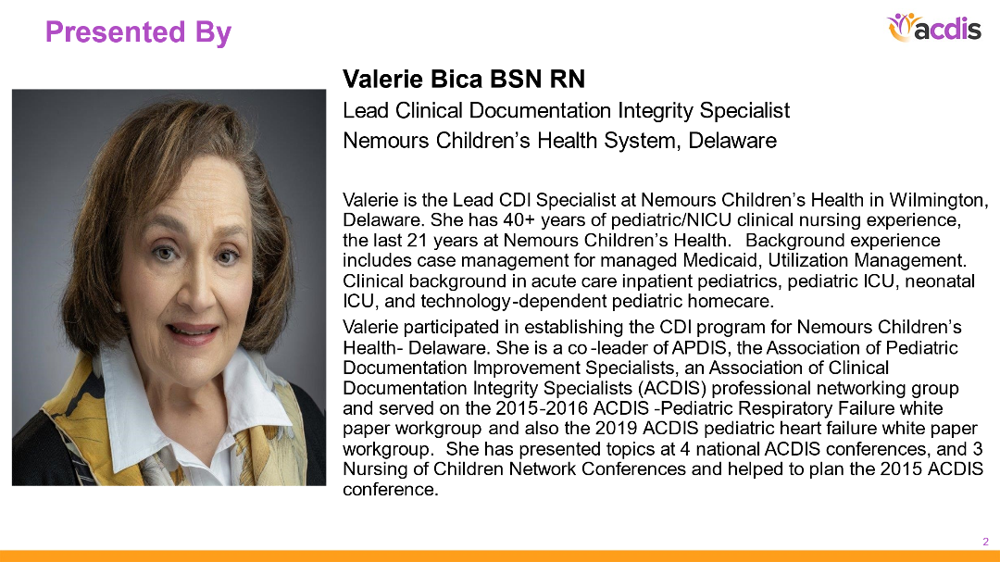 Presented By
acdis
Valerie Bica BSN RN
Lead Clinical Documentation Integrity Specialist
Nemours Children’s Health System, Delaware
Valerie is the Lead CDI Specialist at Nemours Children’s Health in Wilmington,
Delaware. She has 40+ years of pediatric/NICU clinical nursing experience,
the last 21 years at Nemours Children’s Health. Background experience
includes case management for managed Medicaid, Utilization Management.
Clinical background in acute care inpatient pediatrics, pediatric ICU, neonatal
ICU, and technology-dependent pediatric homecare.
Valerie participated in establishing the CDI program for Nemours Children’s
Health- Delaware. She is a co-leader of APDIS, the Association of Pediatric
Documentation Improvement Specialists, an Association of Clinical
Documentation Integrity Specialists (ACDIS) professional networking group
and served on the 2015-2016 ACDIS -Pediatric Respiratory Failure white
paper workgroup and also the 2019 ACDIS pediatric heart failure white paper
workgroup. She has presented topics at 4 national ACDIS conferences, and 3
Nursing of Children Network Conferences and helped to plan the 2015 ACDIS
conference.
2